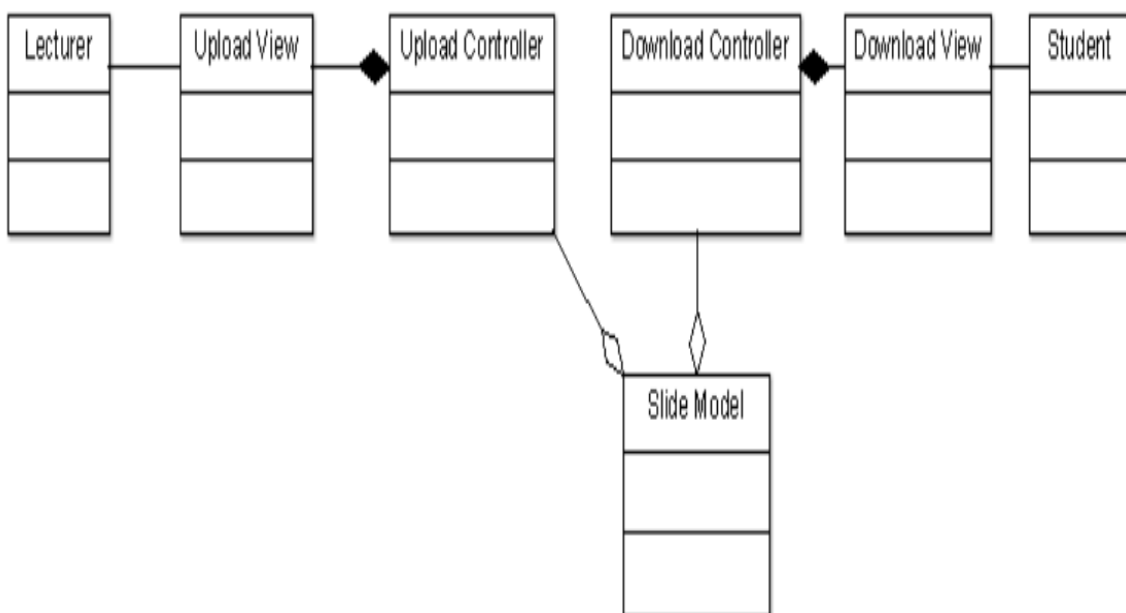 Lecturer
Upload View
Upload Controller
Download Controller
Download View
Student
Slide Model